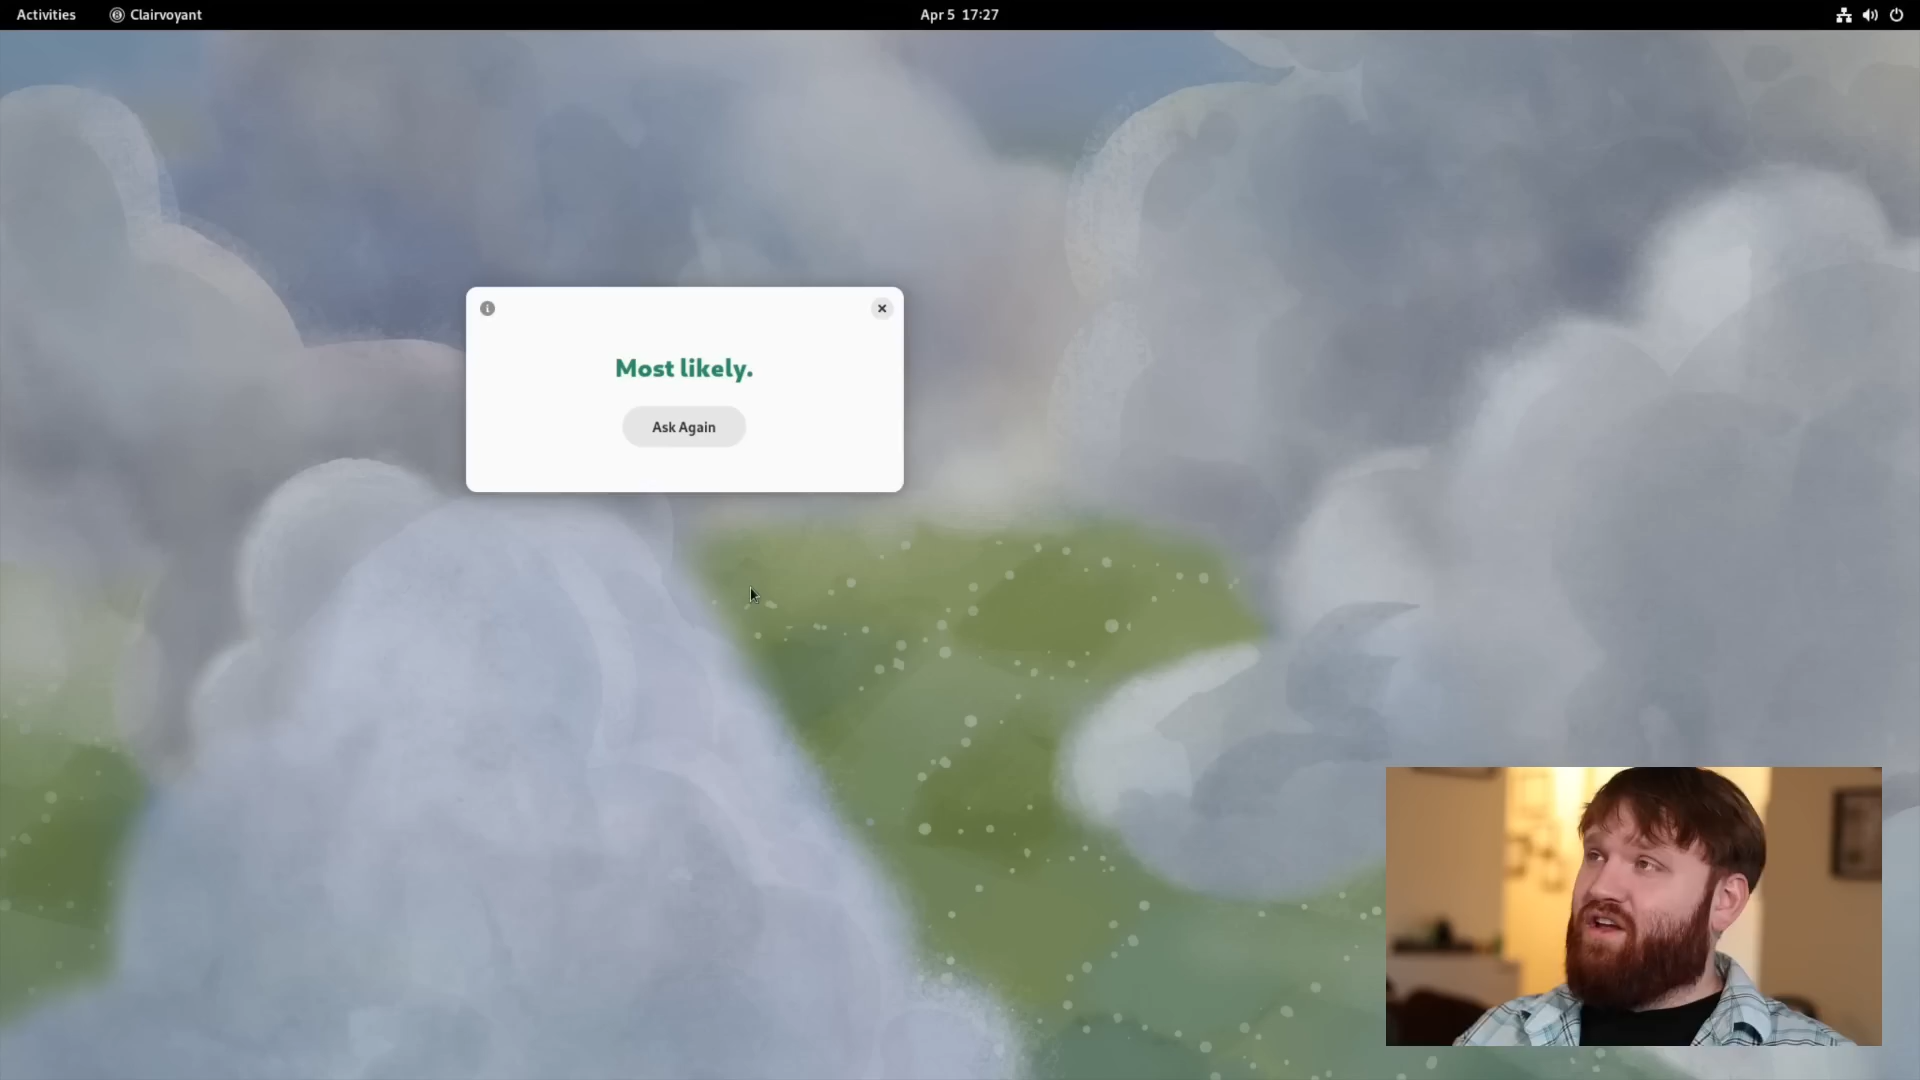 Activities
Clairvoyant
Apr 5 17:27
Most likely.
Ask Again